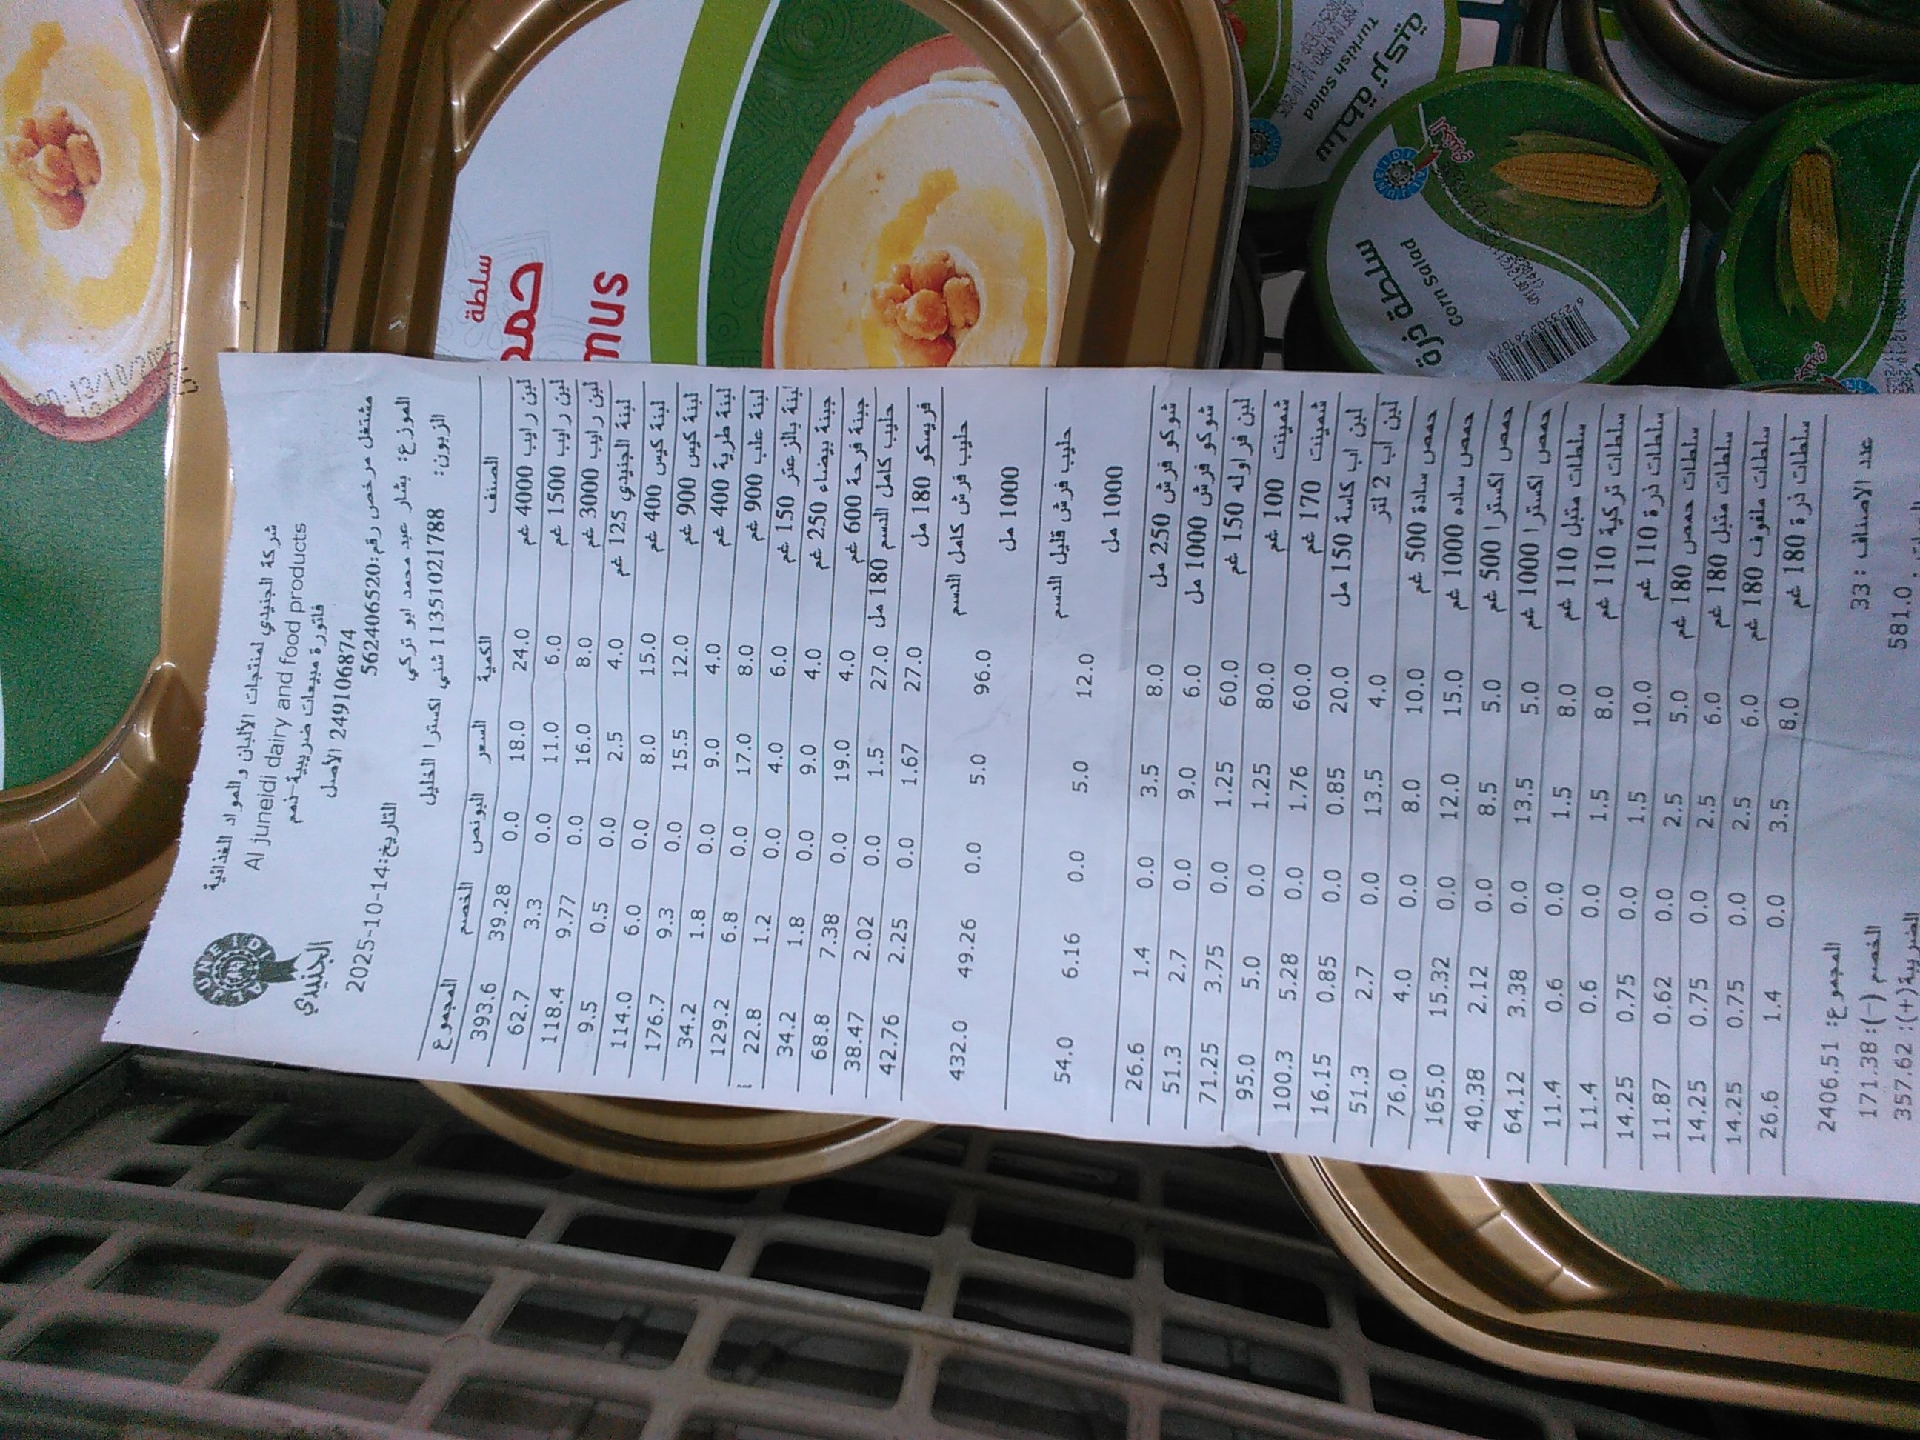 شركة الجنيدي لمنتجات الألبان والمواد الغذائية
Al juneidi dairy and food products
فاتورة مبيعات ضريبية-نعم
249106874 الأصل
الجنيدي
مشتغل مرخص رقم:562406520
التاريخ:2025-10-14
الموزع: بشار عبد محمد ابو تركي
الزبون: 11351021788 شني اكسترا الخليل
الصنف الكمية السعر البونص الخصم المجموع
لبن رايب 4000 غم 24.0 18.0 0.0 39.28 393.6
لبن رايب 1500 غم 6.0 11.0 0.0 3.3 62.7
لبن رايب 3000 غم 8.0 16.0 0.0 9.77 118.4
لبنة الجنيدي 125 غم 4.0 2.5 0.0 0.5 9.5
لبنة كيس 400 غم 15.0 8.0 0.0 6.0 114.0
لبنة كيس 900 غم 12.0 15.5 0.0 9.3 176.7
لبنة طرية 400 غم 4.0 9.0 0.0 1.8 34.2
لبنة علب 900 غم 8.0 17.0 0.0 6.8 129.2
لبنة بالزعتر 150 غم 6.0 4.0 0.0 1.2 22.8
جبنة بيضاء 250 غم 4.0 9.0 0.0 1.8 34.2
جبنة فرحة 600 غم 4.0 19.0 0.0 7.38 68.8
حليب كامل الدسم 180 مل 27.0 1.5 0.0 2.02 38.47
فريسكو 180 مل 27.0 1.67 0.0 2.25 42.76
حليب فرش كامل الدسم 96.0 5.0 0.0 49.26 432.0
1000 مل
حليب فرش قليل الدسم 12.0 5.0 0.0 6.16 54.0
1000 مل
شوكو فرش 250 مل 8.0 3.5 0.0 1.4 26.6
شوكو فرش 1000 مل 6.0 9.0 0.0 2.7 51.3
لبن فراوله 150 غم 60.0 1.25 0.0 3.75 71.25
شمينت 100 غم 80.0 1.25 0.0 5.0 95.0
شمينت 170 غم 60.0 1.76 0.0 5.28 100.3
لبن اب كاسة 150 مل 20.0 0.85 0.0 0.85 16.15
لبن اب 2 لتر 4.0 13.5 0.0 2.7 51.3
حمص سادة 500 غم 10.0 8.0 0.0 4.0 76.0
حمص ساده 1000 غم 15.0 12.0 0.0 15.32 165.0
حمص اكسترا 500 غم 5.0 8.5 0.0 2.12 40.38
حمص اكسترا 1000 غم 5.0 13.5 0.0 3.38 64.12
سلطات متبل 110 غم 8.0 1.5 0.0 0.6 11.4
سلطات تركية 110 غم 8.0 1.5 0.0 0.6 11.4
سلطات ذرة 110 غم 10.0 1.5 0.0 0.75 14.25
سلطات حمص 180 غم 5.0 2.5 0.0 0.62 11.87
سلطات متبل 180 غم 6.0 2.5 0.0 0.75 14.25
سلطات ملفوف 180 غم 6.0 2.5 0.0 0.75 14.25
سلطات ذرة 180 غم 8.0 3.5 0.0 1.4 26.6
المجموع: 2406.51
عدد الاصناف : 33
الخصم (-): 171.38
581.0
الضريبة(+): 357.62
سلطة
حمص
mus
سلطة تركية
Turkish salad
سلطة ذرة
Corn salad